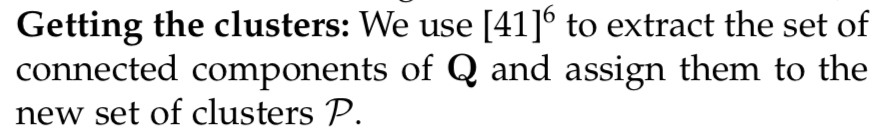 Getting the clusters: We use [41]⁶ to extract the set of
connected components of Q and assign them to the
new set of clusters 𝒫.